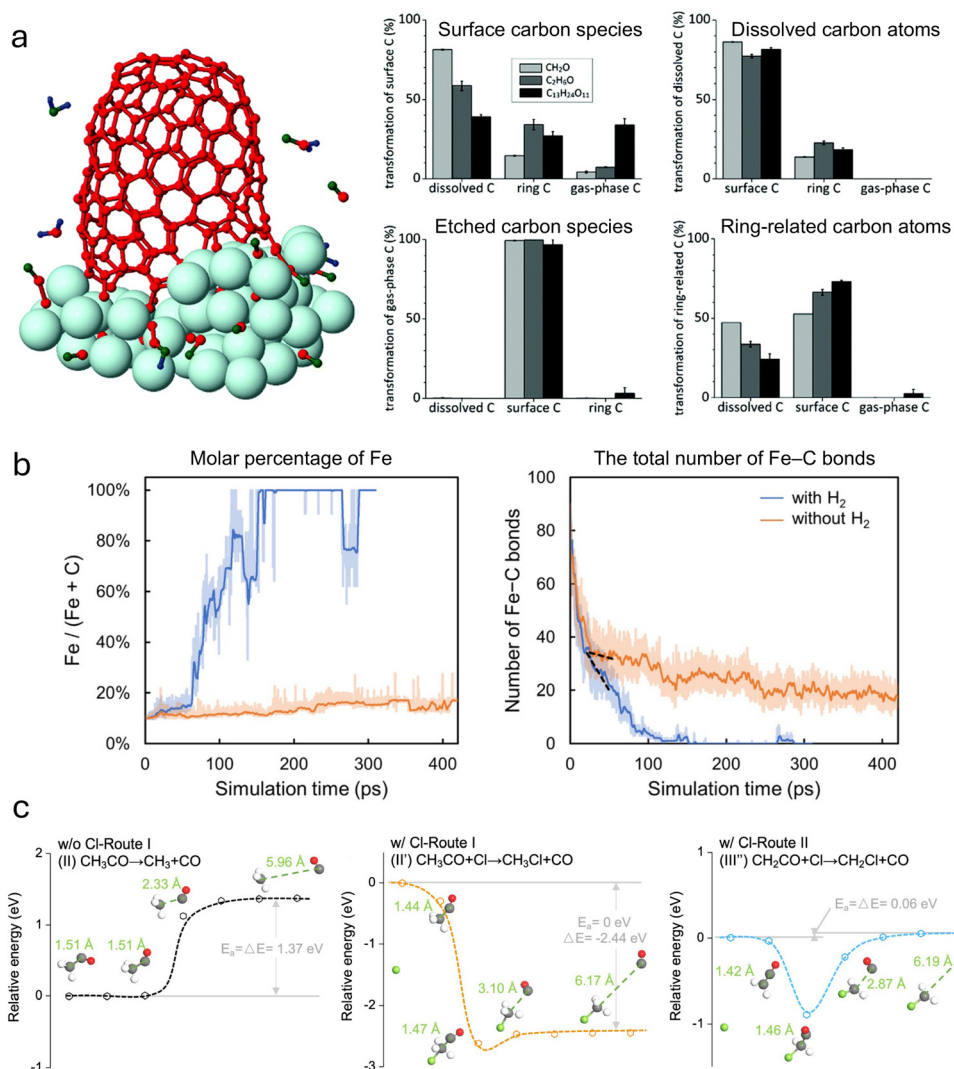 a
Surface carbon species
transformation of surface C (%)
100
50
0
CH₂O
C₂H₆O
C₁₃H₂₄O₁₁
dissolved C ring C gas-phase C
Dissolved carbon atoms
transformation of dissolved C (%)
100
50
0
surface C ring C gas-phase C
Etched carbon species
transformation of gas-phase C (%)
100
50
0
dissolved C surface C ring C
Ring-related carbon atoms
transformation of ring-related C (%)
100
50
0
dissolved C surface C gas-phase C
b
Molar percentage of Fe
Fe / (Fe + C)
100%
80%
60%
40%
20%
0%
0 100 200 300 400
Simulation time (ps)
The total number of Fe–C bonds
Number of Fe–C bonds
100
80
60
40
20
0
with H₂
without H₂
0 100 200 300 400
Simulation time (ps)
c
w/o Cl-Route I
(II) CH₃CO→CH₃+CO
Relative energy (eV)
2
1
0
-1
5.96 Å
2.33 Å
1.51 Å 1.51 Å
Eₐ=△E= 1.37 eV
w/ Cl-Route I
(II') CH₃CO+Cl→CH₃Cl+CO
Relative energy (eV)
0
-1
-2
-3
1.44 Å
Eₐ= 0 eV
△E= -2.44 eV
3.10 Å
6.17 Å
1.47 Å
w/ Cl-Route II
(III") CH₂CO+Cl→CH₂Cl+CO
Relative energy (eV)
1
0
-1
Eₐ=△E= 0.06 eV
1.42 Å
2.87 Å
6.19 Å
1.46 Å